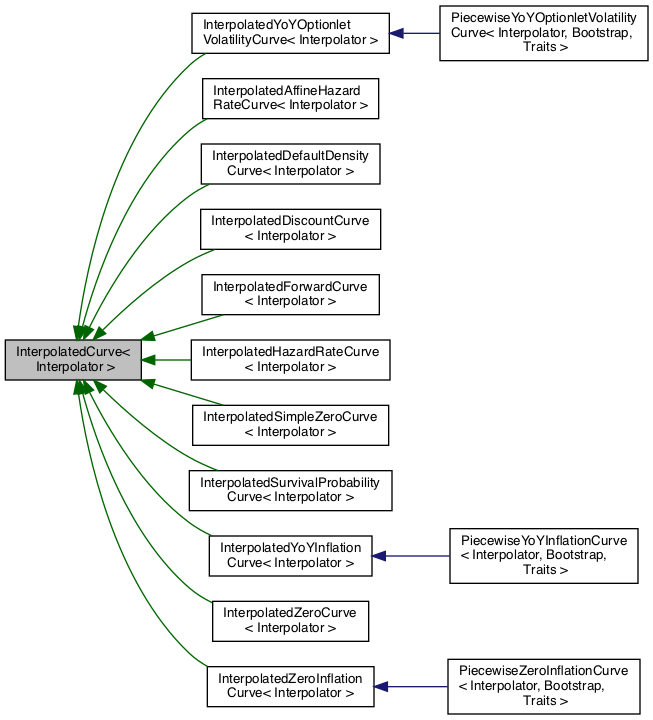 InterpolatedYoYOptionlet
VolatilityCurve< Interpolator >
PiecewiseYoYOptionletVolatility
Curve< Interpolator, Bootstrap,
Traits >
InterpolatedAffineHazard
RateCurve< Interpolator >
InterpolatedDefaultDensity
Curve< Interpolator >
InterpolatedDiscountCurve
< Interpolator >
InterpolatedForwardCurve
< Interpolator >
InterpolatedCurve<
Interpolator >
InterpolatedHazardRateCurve
< Interpolator >
InterpolatedSimpleZeroCurve
< Interpolator >
InterpolatedSurvivalProbability
Curve< Interpolator >
InterpolatedYoYInflation
Curve< Interpolator >
PiecewiseYoYInflationCurve
< Interpolator, Bootstrap,
Traits >
InterpolatedZeroCurve
< Interpolator >
InterpolatedZeroInflation
Curve< Interpolator >
PiecewiseZeroInflationCurve
< Interpolator, Bootstrap,
Traits >